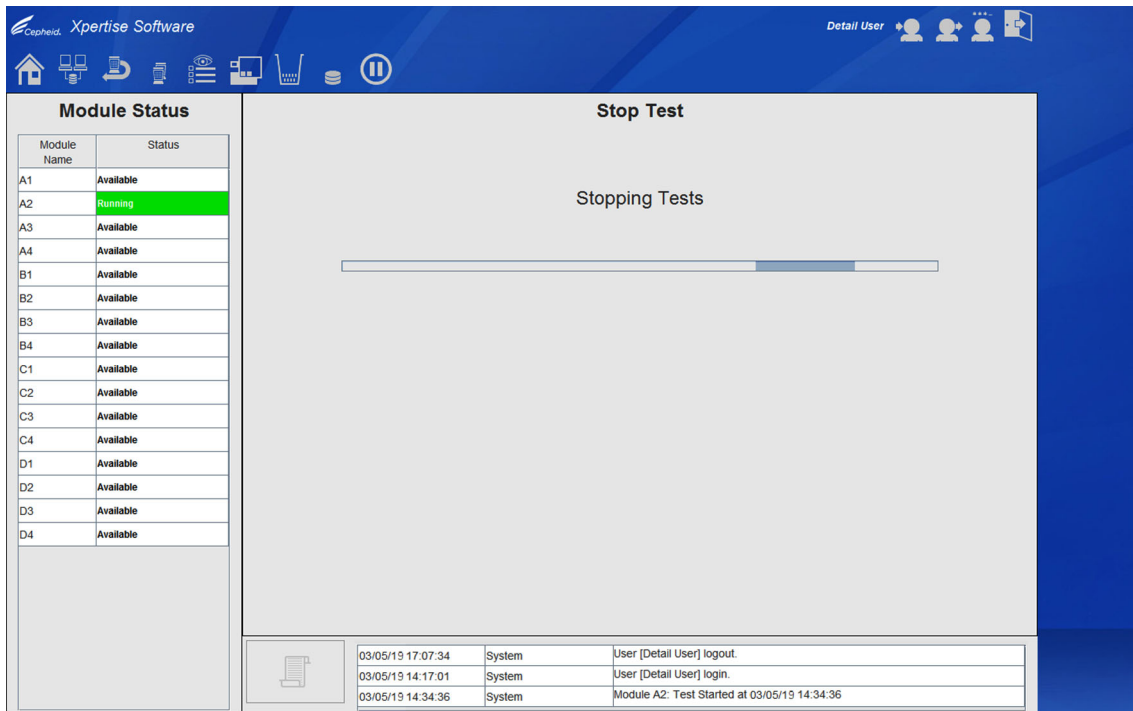 Cepheid. Xpertise Software
Detail User
Module Status
Stop Test
Module Name Status
A1 Available
A2 Running
A3 Available
A4 Available
B1 Available
B2 Available
B3 Available
B4 Available
C1 Available
C2 Available
C3 Available
C4 Available
D1 Available
D2 Available
D3 Available
D4 Available
Stopping Tests
03/05/19 17:07:34 System User [Detail User] logout.
03/05/19 14:17:01 System User [Detail User] login.
03/05/19 14:34:36 System Module A2: Test Started at 03/05/19 14:34:36